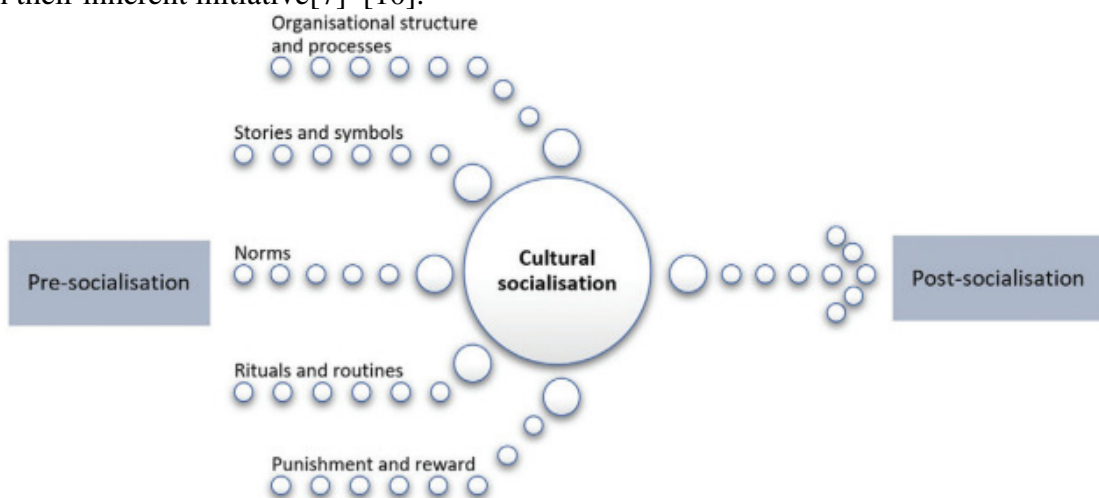 their inherent initiative[7]–[10].
Organisational structure
and processes
Stories and symbols
Norms
Pre-socialisation
Cultural
socialisation
Post-socialisation
Rituals and routines
Punishment and reward